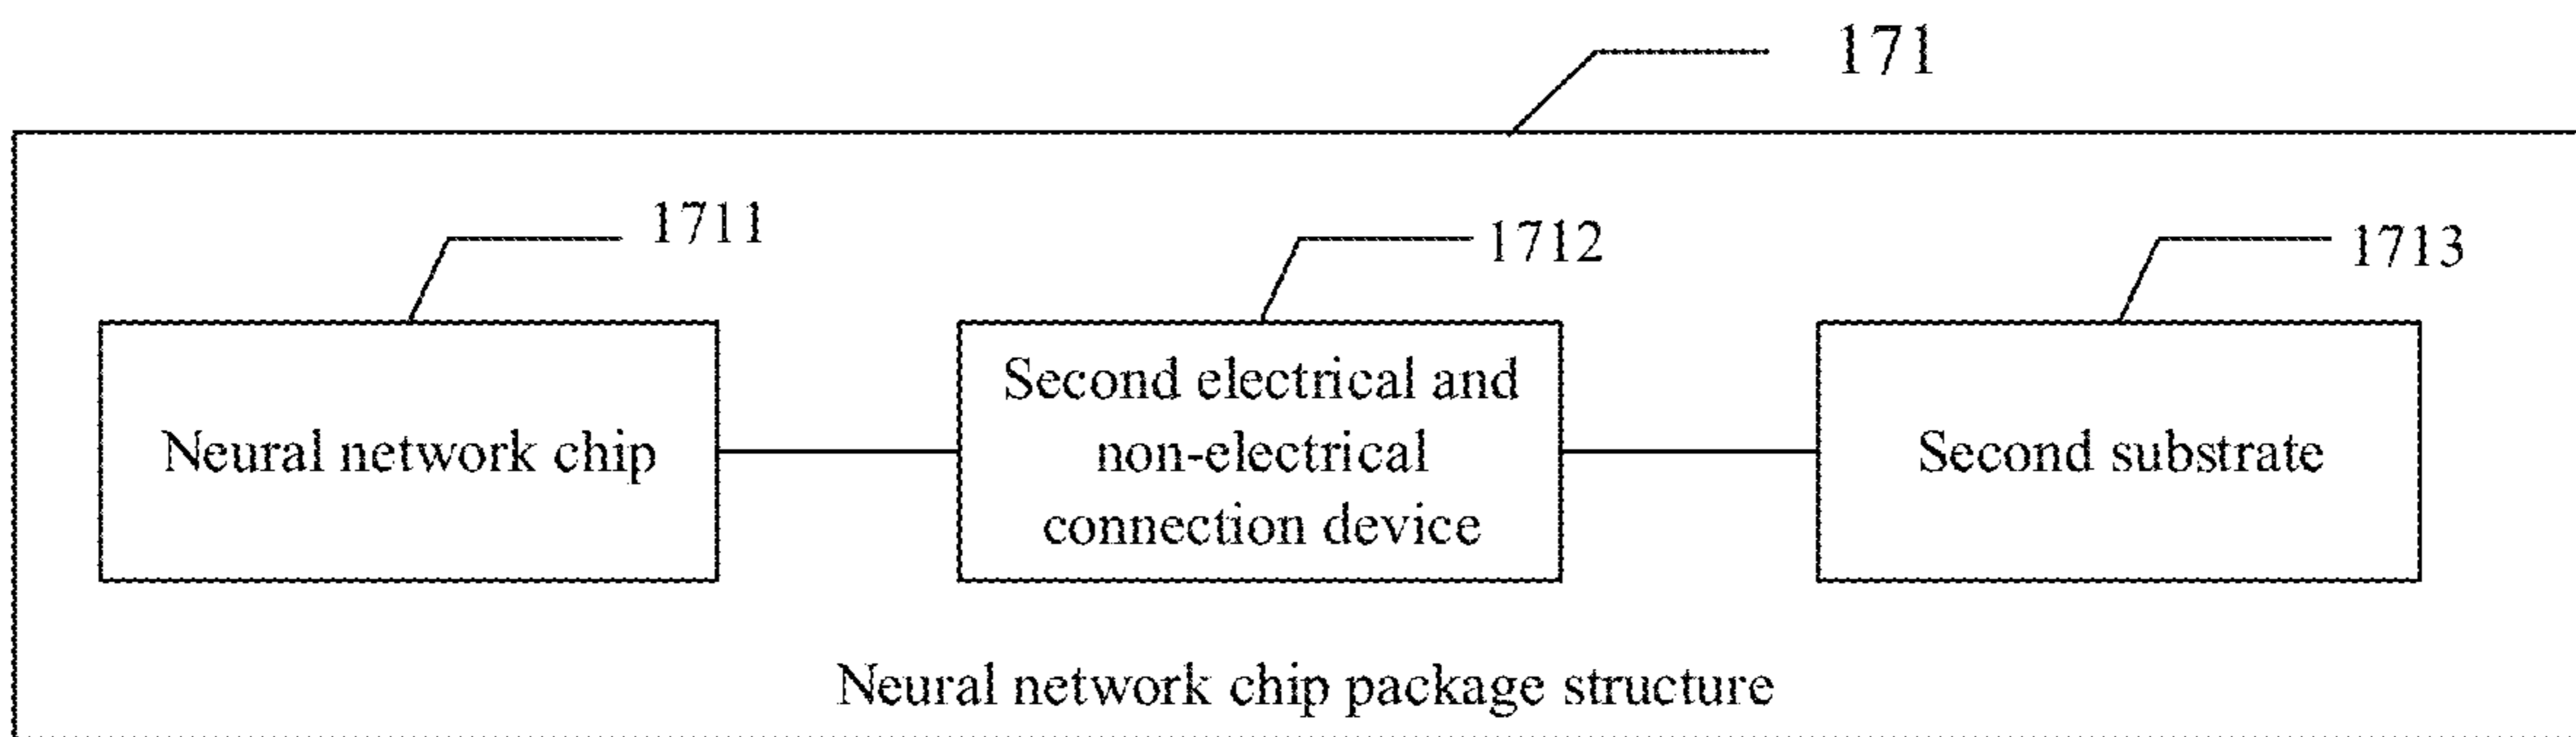 171
1711
1712
1713
Neural network chip
Second electrical and
non-electrical
connection device
Second substrate
Neural network chip package structure